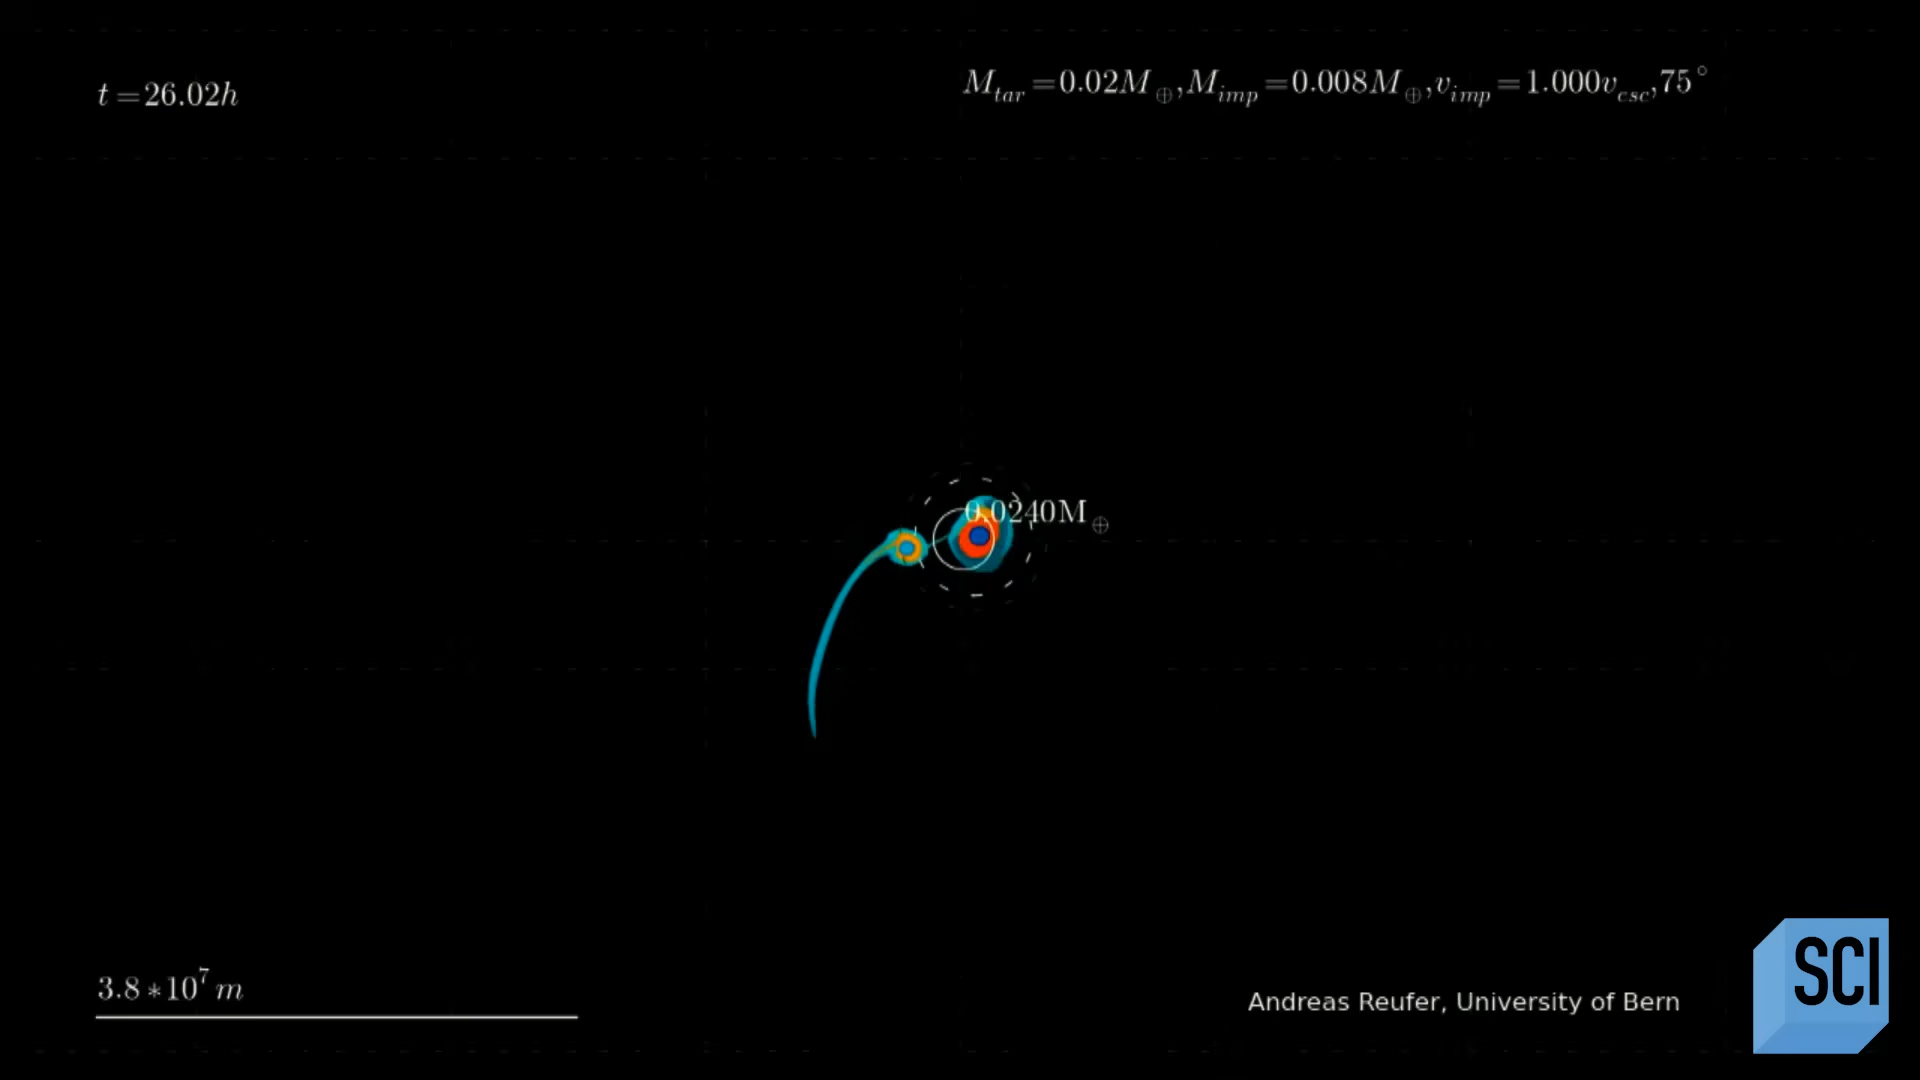 t=26.02h
M_tar=0.02M_⊕,M_imp=0.008M_⊕,v_imp=1.000v_esc,75°
0.0240M_⊕
3.8*10^7 m
Andreas Reufer, University of Bern
SCI